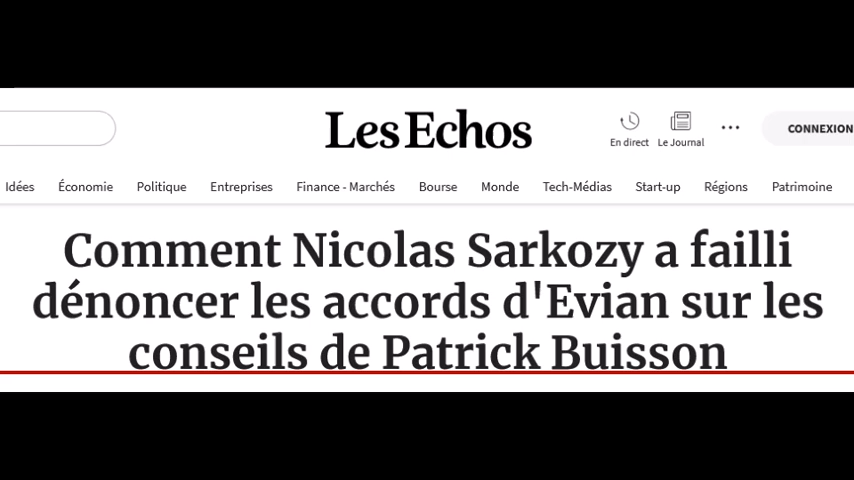 Les Echos
En direct Le Journal
CONNEXION
Idées Économie Politique Entreprises Finance - Marchés Bourse Monde Tech-Médias Start-up Régions Patrimoine
Comment Nicolas Sarkozy a failli
dénoncer les accords d'Evian sur les
conseils de Patrick Buisson